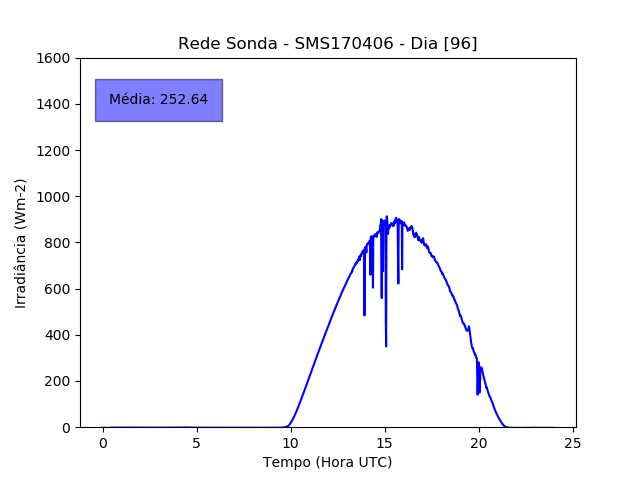 Rede Sonda - SMS170406 - Dia [96]
1600
1400
1200
1000
800
600
400
200
0
Irradiância (Wm-2)
Média: 252.64
0 5 10 15 20 25
Tempo (Hora UTC)